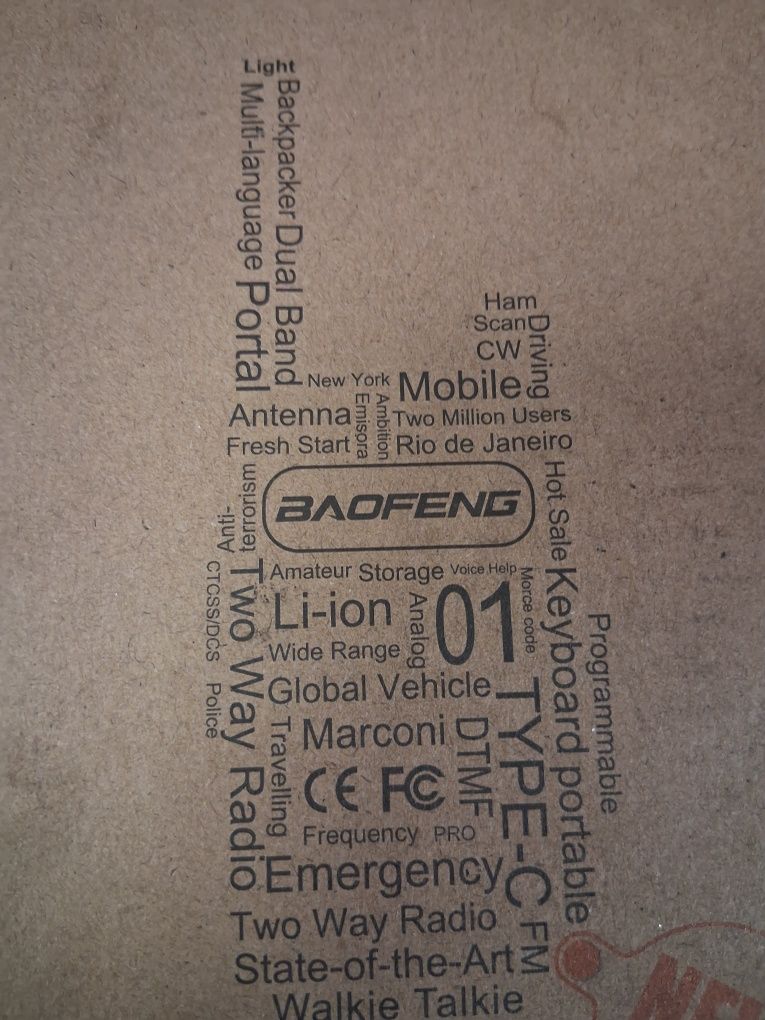 Light
Backpacker Dual Band
Multi-language Portal
Ham
Scan
Driving
CW
New York
Mobile
Antenna
Emisora
Ambition
Two Million Users
Fresh Start
Rio de Janeiro
Anti-
terrorism
BAOFENG
Hot Sale
CTCSS/DCS
Two Way Radio
Amateur Storage
Voice Help
Morce code
Keyboard portable
Programmable
Li-ion
Analog
01
Wide Range
Police
Global Vehicle
TYPE-C
Travelling
Marconi
DTMF
CE FC
Frequency PRO
Emergency
Two Way Radio
FM
State-of-the-Art
Walkie Talkie